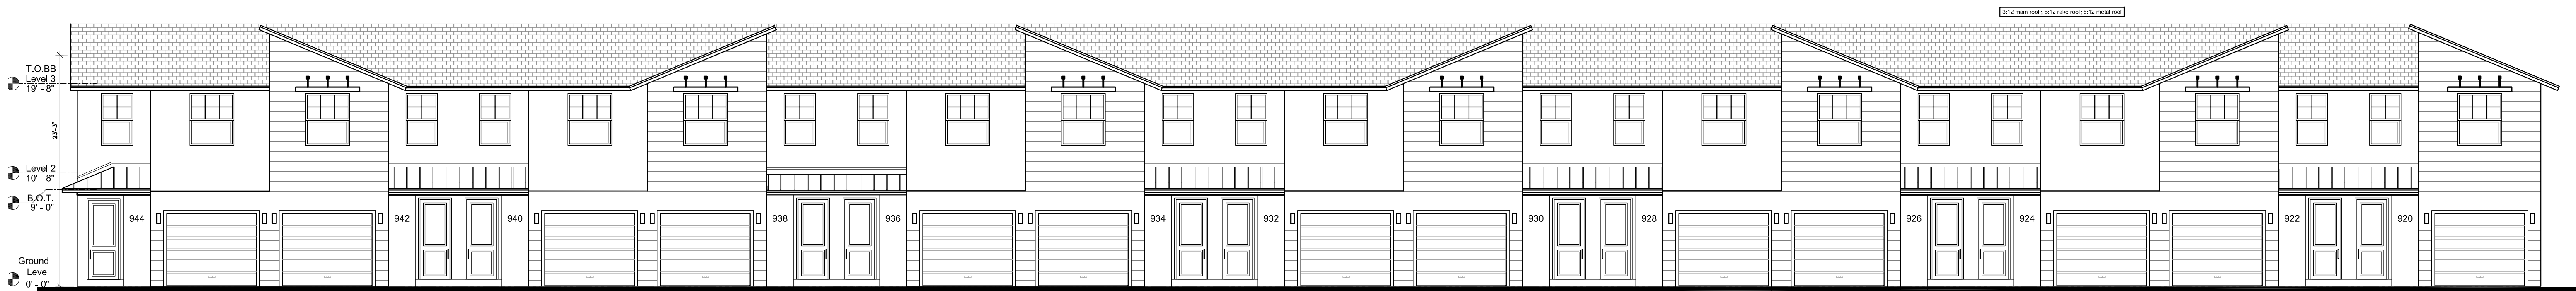 3:12 main roof ; 5:12 rake roof; 5:12 metal roof
T.O.BB
Level 3
19' - 8"
23'-3"
Level 2
10' - 8"
B.O.T.
9' - 0"
944 942 940 938 936 934 932 930 928 926 924 922 920
Ground
Level
0' - 0"